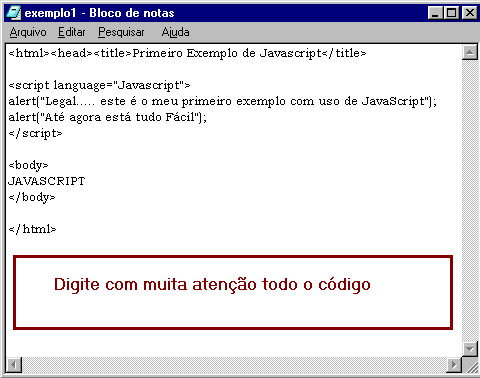 exemplo1 - Bloco de notas
Arquivo Editar Pesquisar Ajuda
<html><head><title>Primeiro Exemplo de Javascript</title>
<script language="Javascript">
alert("Legal..... este é o meu primeiro exemplo com uso de JavaScript");
alert("Até agora está tudo Fácil");
</script>
<body>
JAVASCRIPT
</body>
</html>
Digite com muita atenção todo o código